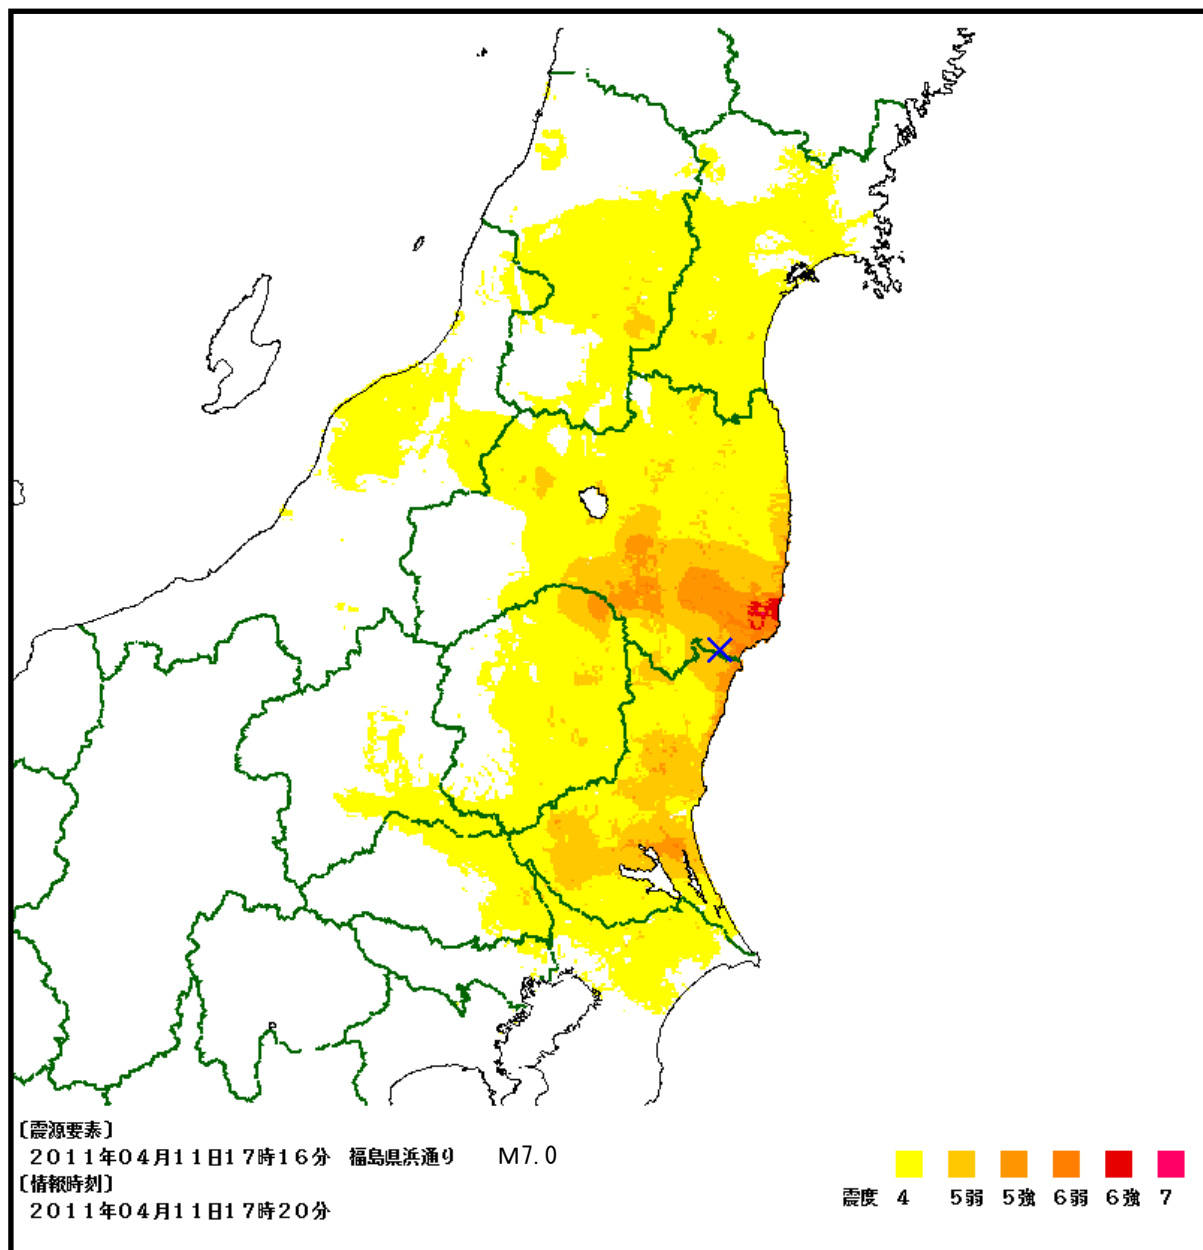 〔震源要素〕
２０１１年０４月１１日１７時１６分 福島県浜通り M7.0
〔情報時刻〕
２０１１年０４月１１日１７時２０分
震度 4 5弱 5強 6弱 6強 7